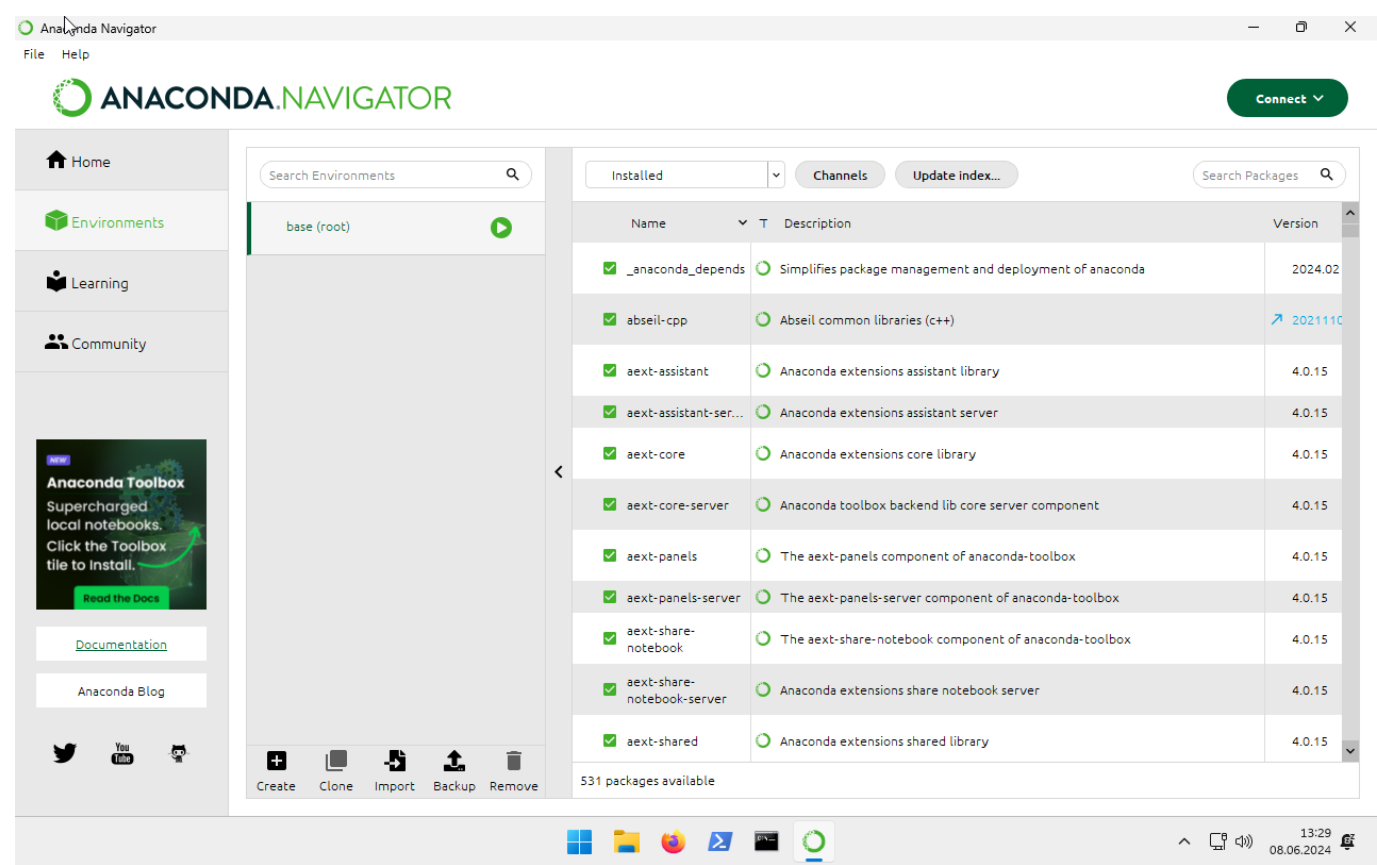 Anaconda Navigator
File Help
ANACONDA.NAVIGATOR
Connect
Home
Environments
Learning
Community
NEW
Anaconda Toolbox
Supercharged
local notebooks.
Click the Toolbox
tile to Install.
Read the Docs
Documentation
Anaconda Blog
You
Tube
Search Environments
base (root)
Create Clone Import Backup Remove
Installed Channels Update index... Search Packages
Name T Description Version
_anaconda_depends Simplifies package management and deployment of anaconda 2024.02
abseil-cpp Abseil common libraries (c++) 2021110
aext-assistant Anaconda extensions assistant library 4.0.15
aext-assistant-ser... Anaconda extensions assistant server 4.0.15
aext-core Anaconda extensions core library 4.0.15
aext-core-server Anaconda toolbox backend lib core server component 4.0.15
aext-panels The aext-panels component of anaconda-toolbox 4.0.15
aext-panels-server The aext-panels-server component of anaconda-toolbox 4.0.15
aext-share-
notebook The aext-share-notebook component of anaconda-toolbox 4.0.15
aext-share-
notebook-server Anaconda extensions share notebook server 4.0.15
aext-shared Anaconda extensions shared library 4.0.15
531 packages available
13:29
08.06.2024